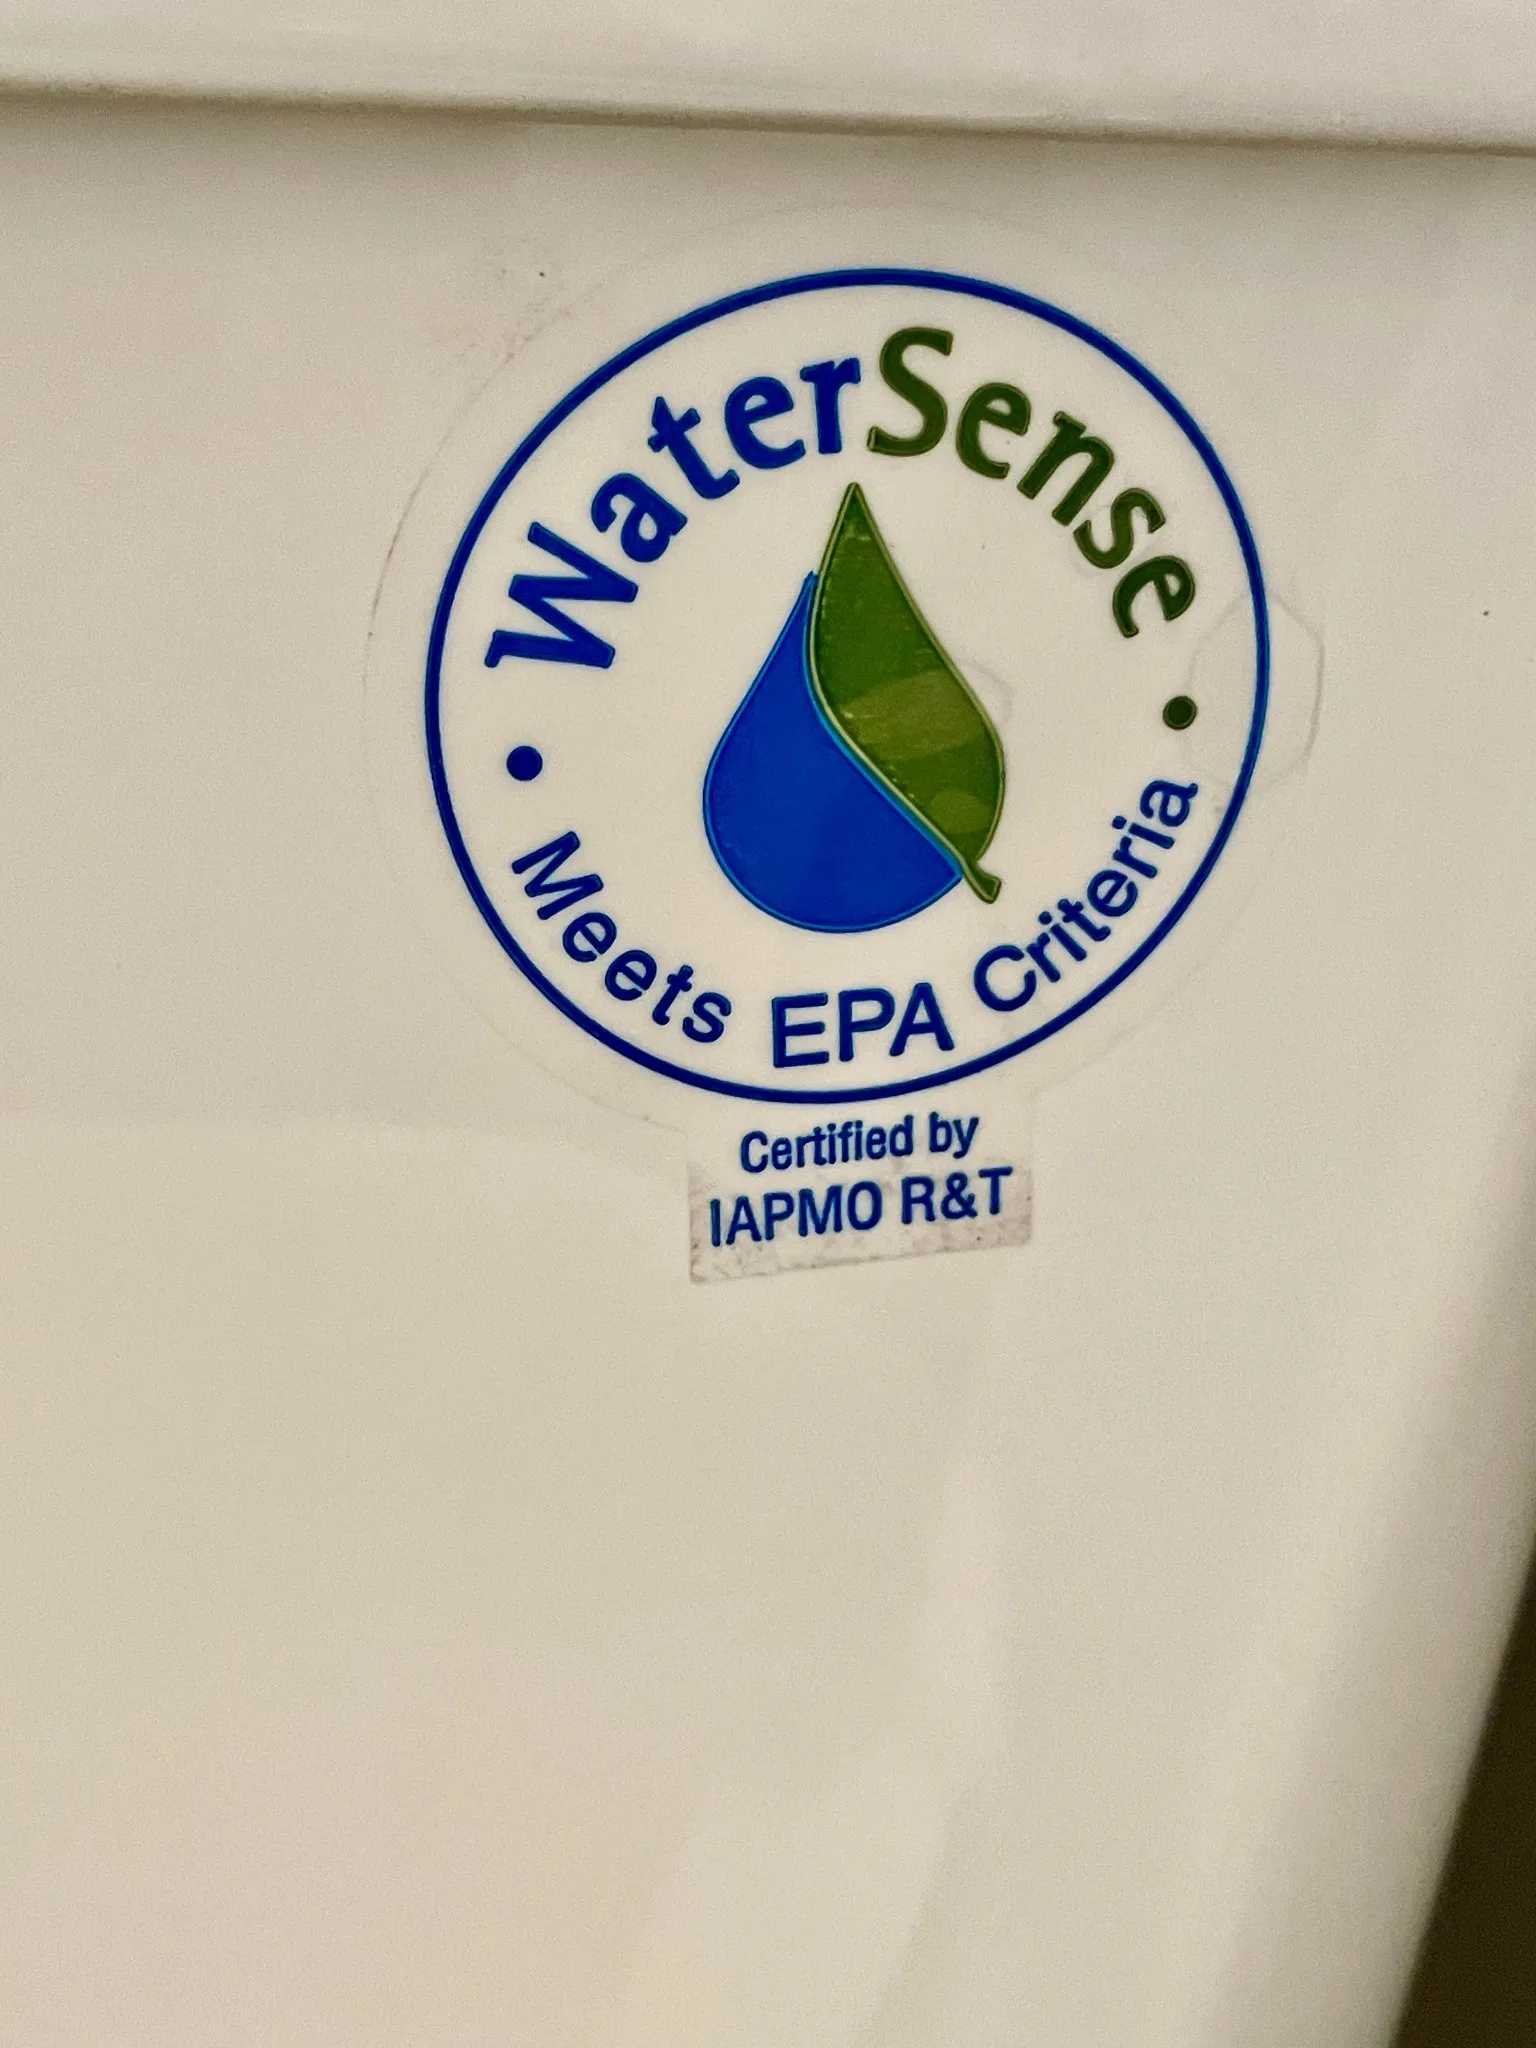 WaterSense
Meets EPA Criteria
Certified by
IAPMO R&T